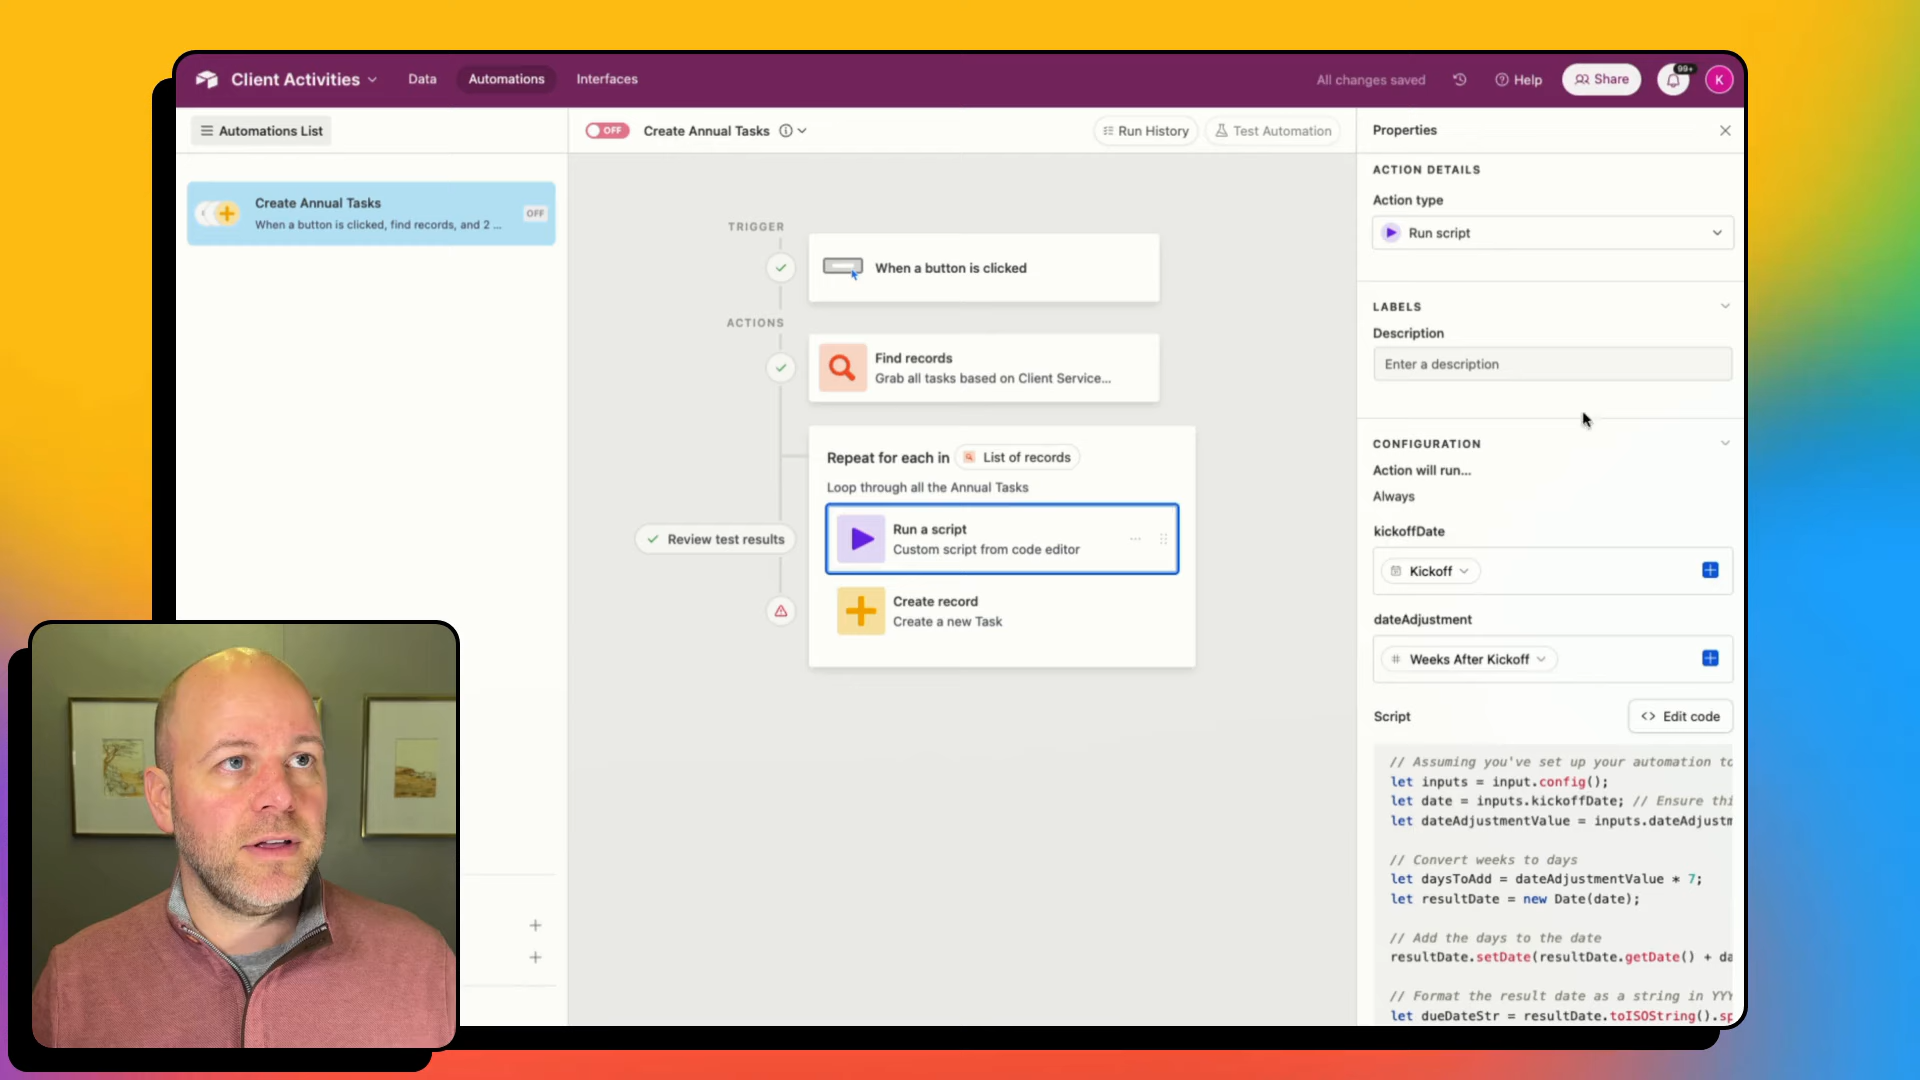 Client Activities
Data
Automations
Interfaces
All changes saved
Help
Share
99+
K
Automations List
OFF
Create Annual Tasks
Run History
Test Automation
Properties
Create Annual Tasks
When a button is clicked, find records, and 2 ...
OFF
TRIGGER
When a button is clicked
ACTIONS
Find records
Grab all tasks based on Client Service...
Repeat for each in
List of records
Loop through all the Annual Tasks
Run a script
Custom script from code editor
Review test results
Create record
Create a new Task
ACTION DETAILS
Action type
Run script
LABELS
Description
Enter a description
CONFIGURATION
Action will run...
Always
kickoffDate
Kickoff
dateAdjustment
Weeks After Kickoff
Script
<> Edit code
// Assuming you've set up your automation to
let inputs = input.config();
let date = inputs.kickoffDate; // Ensure thi
let dateAdjustmentValue = inputs.dateAdjustm
// Convert weeks to days
let daysToAdd = dateAdjustmentValue * 7;
let resultDate = new Date(date);
// Add the days to the date
resultDate.setDate(resultDate.getDate() + da
// Format the result date as a string in YYY
let dueDateStr = resultDate.toISOString().sp